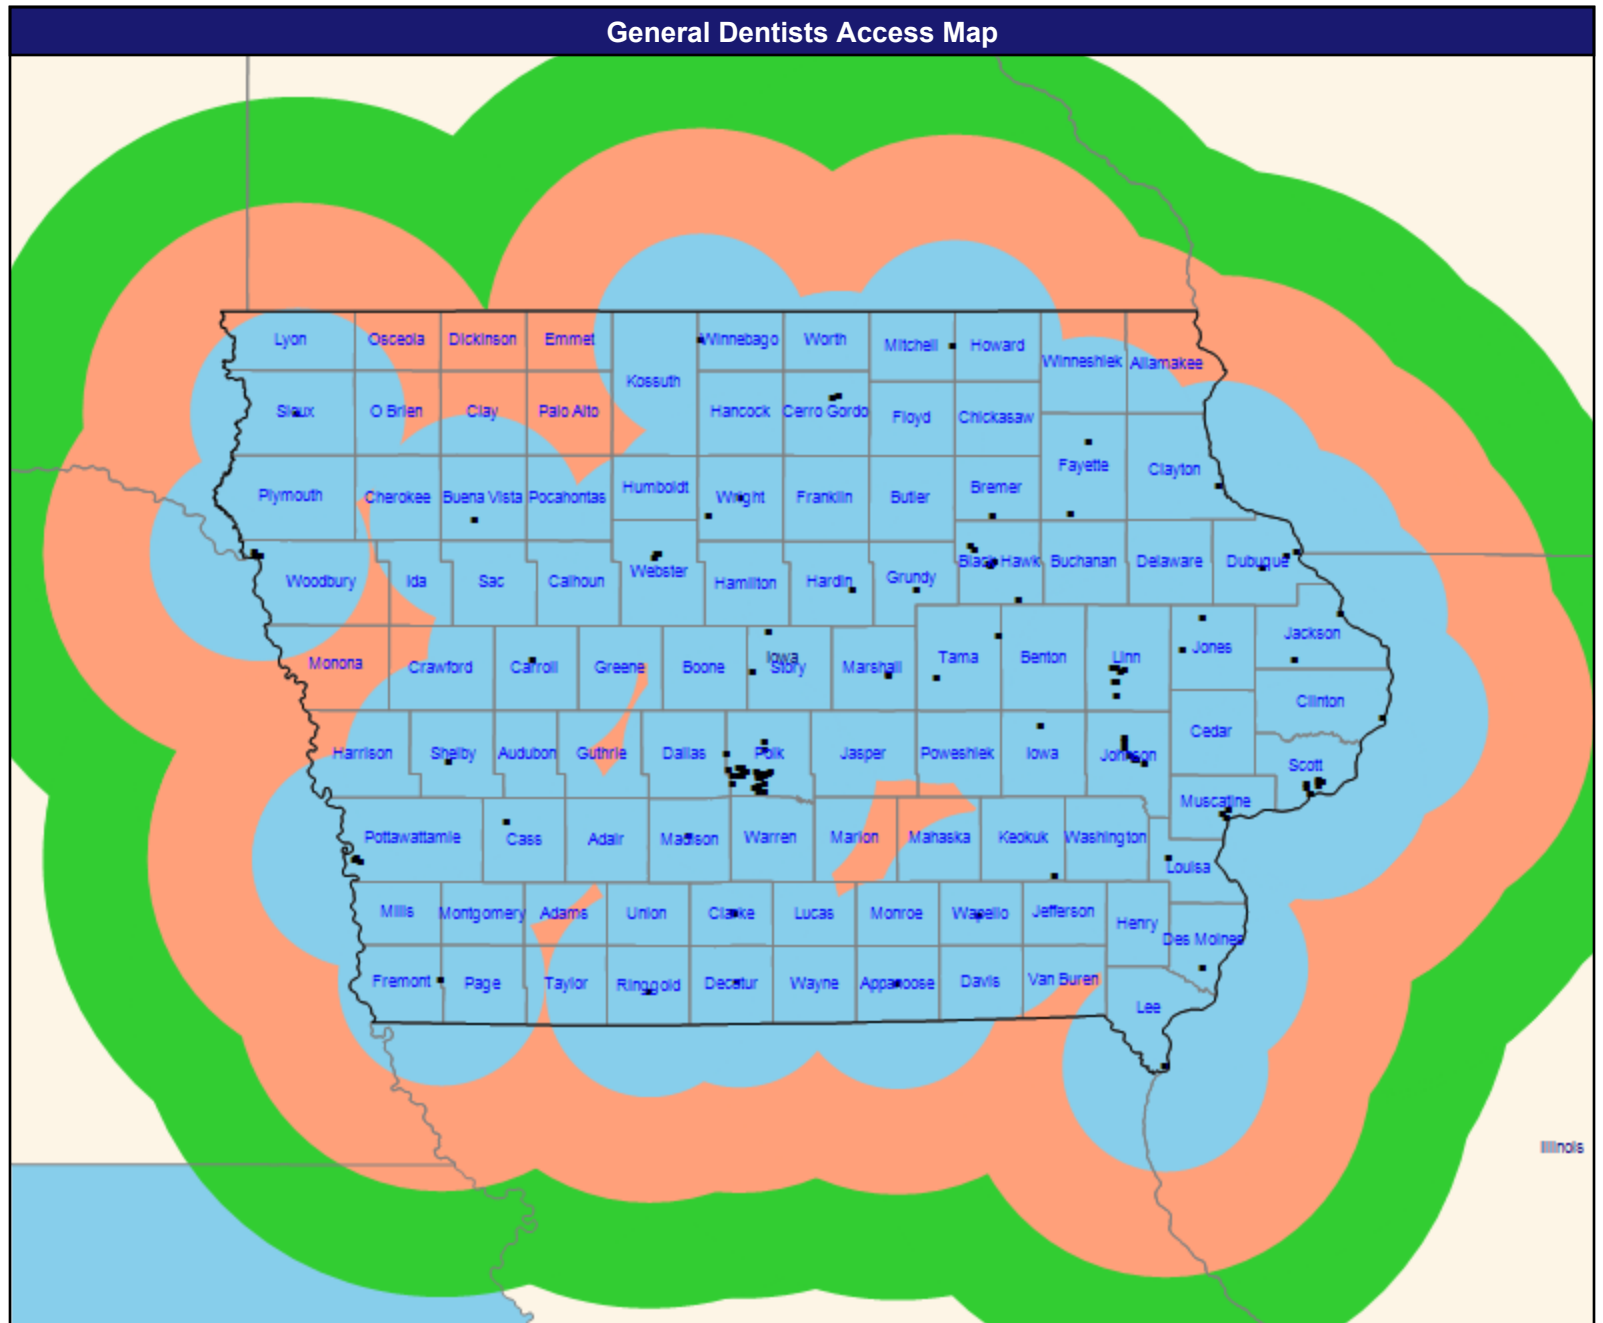 General Dentists Access Map
Lyon
Osceola
Dickinson
Emmet
Winnebago
Worth
Mitchell
Howard
Winneshiek
Allamakee
Kossuth
Sioux
O Brien
Clay
Palo Alto
Hancock
Cerro Gordo
Floyd
Chickasaw
Fayette
Clayton
Plymouth
Cherokee
Buena Vista
Pocahontas
Humboldt
Wright
Franklin
Butler
Bremer
Woodbury
Ida
Sac
Calhoun
Webster
Hamilton
Hardin
Grundy
Black Hawk
Buchanan
Delaware
Dubuque
Monona
Crawford
Carroll
Greene
Boone
Iowa
Story
Marshall
Tama
Benton
Linn
Jones
Jackson
Clinton
Harrison
Shelby
Audubon
Guthrie
Dallas
Polk
Jasper
Poweshiek
Iowa
Johnson
Cedar
Scott
Muscatine
Pottawattamie
Cass
Adair
Madison
Warren
Marion
Mahaska
Keokuk
Washington
Louisa
Mills
Montgomery
Adams
Union
Clarke
Lucas
Monroe
Wapello
Jefferson
Henry
Des Moines
Fremont
Page
Taylor
Ringgold
Decatur
Wayne
Appanoose
Davis
Van Buren
Lee
Illinois